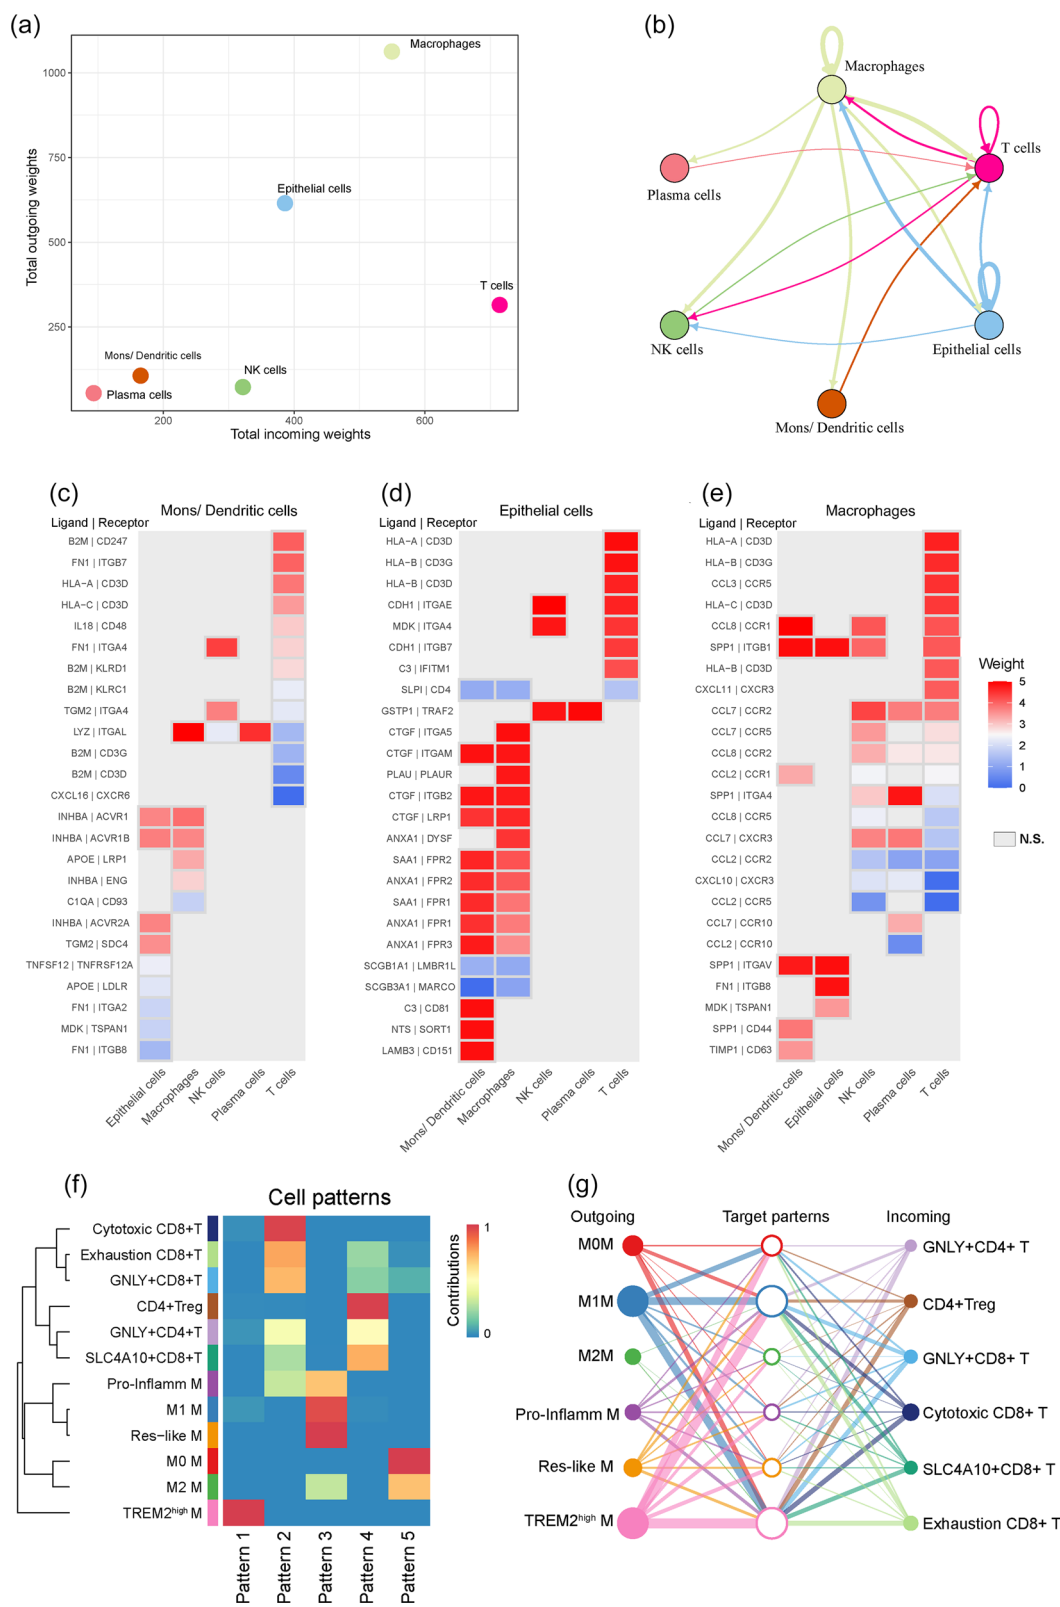 (a)
Macrophages
Epithelial cells
T cells
Mons/ Dendritic cells
NK cells
Plasma cells
1000
750
500
250
200
400
600
Total outgoing weights
Total incoming weights
(b)
Macrophages
T cells
Plasma cells
NK cells
Epithelial cells
Mons/ Dendritic cells
(c)
Mons/ Dendritic cells
Ligand | Receptor
B2M | CD247
FN1 | ITGB7
HLA-A | CD3D
HLA-C | CD3D
IL18 | CD48
FN1 | ITGA4
B2M | KLRD1
B2M | KLRC1
TGM2 | ITGA4
LYZ | ITGAL
B2M | CD3G
B2M | CD3D
CXCL16 | CXCR6
INHBA | ACVR1
INHBA | ACVR1B
APOE | LRP1
INHBA | ENG
C1QA | CD93
INHBA | ACVR2A
TGM2 | SDC4
TNFSF12 | TNFRSF12A
APOE | LDLR
FN1 | ITGA2
MDK | TSPAN1
FN1 | ITGB8
Epithelial cells
Macrophages
NK cells
Plasma cells
T cells
(d)
Epithelial cells
Ligand | Receptor
HLA-A | CD3D
HLA-B | CD3G
HLA-B | CD3D
CDH1 | ITGAE
MDK | ITGA4
CDH1 | ITGB7
C3 | IFITM1
SLPI | CD4
GSTP1 | TRAF2
CTGF | ITGA5
CTGF | ITGAM
PLAU | PLAUR
CTGF | ITGB2
CTGF | LRP1
ANXA1 | DYSF
SAA1 | FPR2
ANXA1 | FPR2
SAA1 | FPR1
ANXA1 | FPR1
ANXA1 | FPR3
SCGB1A1 | LMBR1L
SCGB3A1 | MARCO
C3 | CD81
NTS | SORT1
LAMB3 | CD151
Mons/ Dendritic cells
Macrophages
NK cells
Plasma cells
T cells
(e)
Macrophages
Ligand | Receptor
HLA-A | CD3D
HLA-B | CD3G
CCL3 | CCR5
HLA-C | CD3D
CCL8 | CCR1
SPP1 | ITGB1
HLA-B | CD3D
CXCL11 | CXCR3
CCL7 | CCR2
CCL7 | CCR5
CCL8 | CCR2
CCL2 | CCR1
SPP1 | ITGA4
CCL8 | CCR5
CCL7 | CXCR3
CCL2 | CCR2
CXCL10 | CXCR3
CCL2 | CCR5
CCL7 | CCR10
CCL2 | CCR10
SPP1 | ITGAV
FN1 | ITGB8
MDK | TSPAN1
SPP1 | CD44
TIMP1 | CD63
Mons/ Dendritic cells
Epithelial cells
NK cells
Plasma cells
T cells
Weight
5
4
3
2
1
0
N.S.
(f)
Cell patterns
Cytotoxic CD8+T
Exhaustion CD8+T
GNLY+CD8+T
CD4+Treg
GNLY+CD4+T
SLC4A10+CD8+T
Pro-Inflamm M
M1 M
Res-like M
M0 M
M2 M
TREM2high M
Pattern 1
Pattern 2
Pattern 3
Pattern 4
Pattern 5
Contributions
1
0
(g)
Outgoing
Target parterns
Incoming
M0M
M1M
M2M
Pro-Inflamm M
Res-like M
TREM2high M
GNLY+CD4+ T
CD4+Treg
GNLY+CD8+ T
Cytotoxic CD8+ T
SLC4A10+CD8+ T
Exhaustion CD8+ T